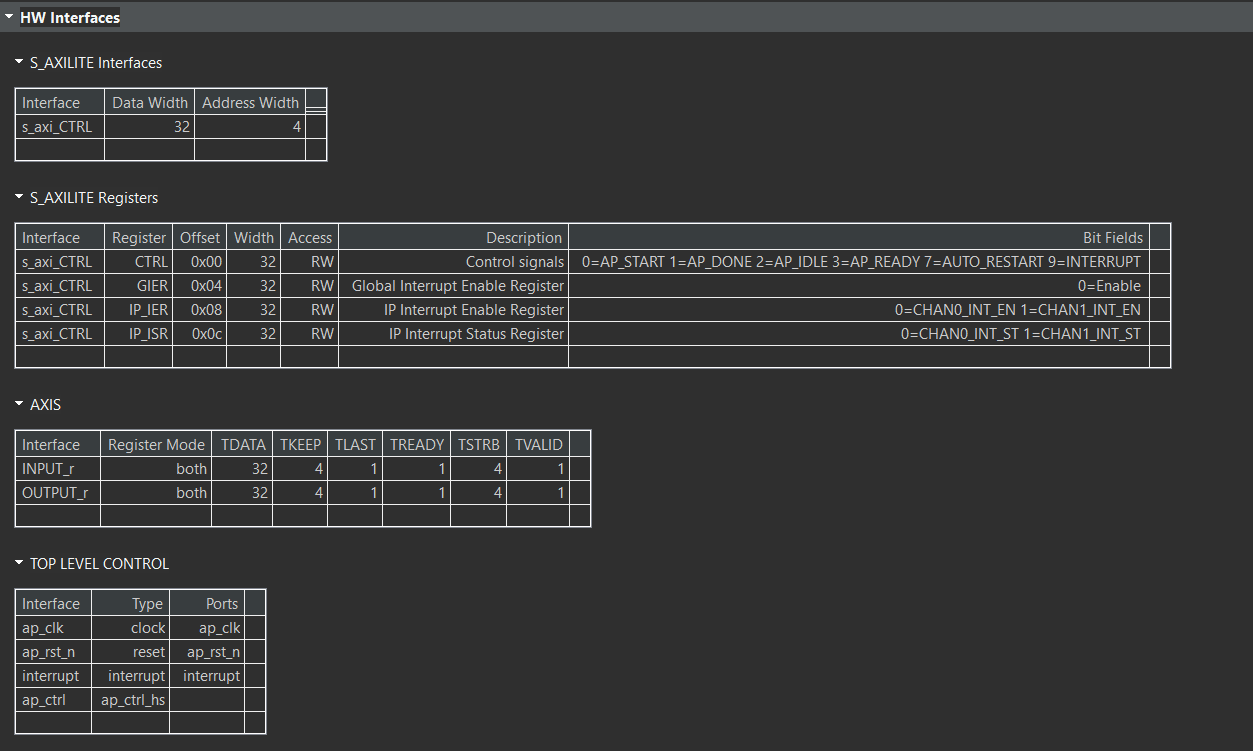 HW Interfaces
S_AXILITE Interfaces
Interface Data Width Address Width
s_axi_CTRL 32 4
S_AXILITE Registers
Interface Register Offset Width Access Description Bit Fields
s_axi_CTRL CTRL 0x00 32 RW Control signals 0=AP_START 1=AP_DONE 2=AP_IDLE 3=AP_READY 7=AUTO_RESTART 9=INTERRUPT
s_axi_CTRL GIER 0x04 32 RW Global Interrupt Enable Register 0=Enable
s_axi_CTRL IP_IER 0x08 32 RW IP Interrupt Enable Register 0=CHAN0_INT_EN 1=CHAN1_INT_EN
s_axi_CTRL IP_ISR 0x0c 32 RW IP Interrupt Status Register 0=CHAN0_INT_ST 1=CHAN1_INT_ST
AXIS
Interface Register Mode TDATA TKEEP TLAST TREADY TSTRB TVALID
INPUT_r both 32 4 1 1 4 1
OUTPUT_r both 32 4 1 1 4 1
TOP LEVEL CONTROL
Interface Type Ports
ap_clk clock ap_clk
ap_rst_n reset ap_rst_n
interrupt interrupt interrupt
ap_ctrl ap_ctrl_hs